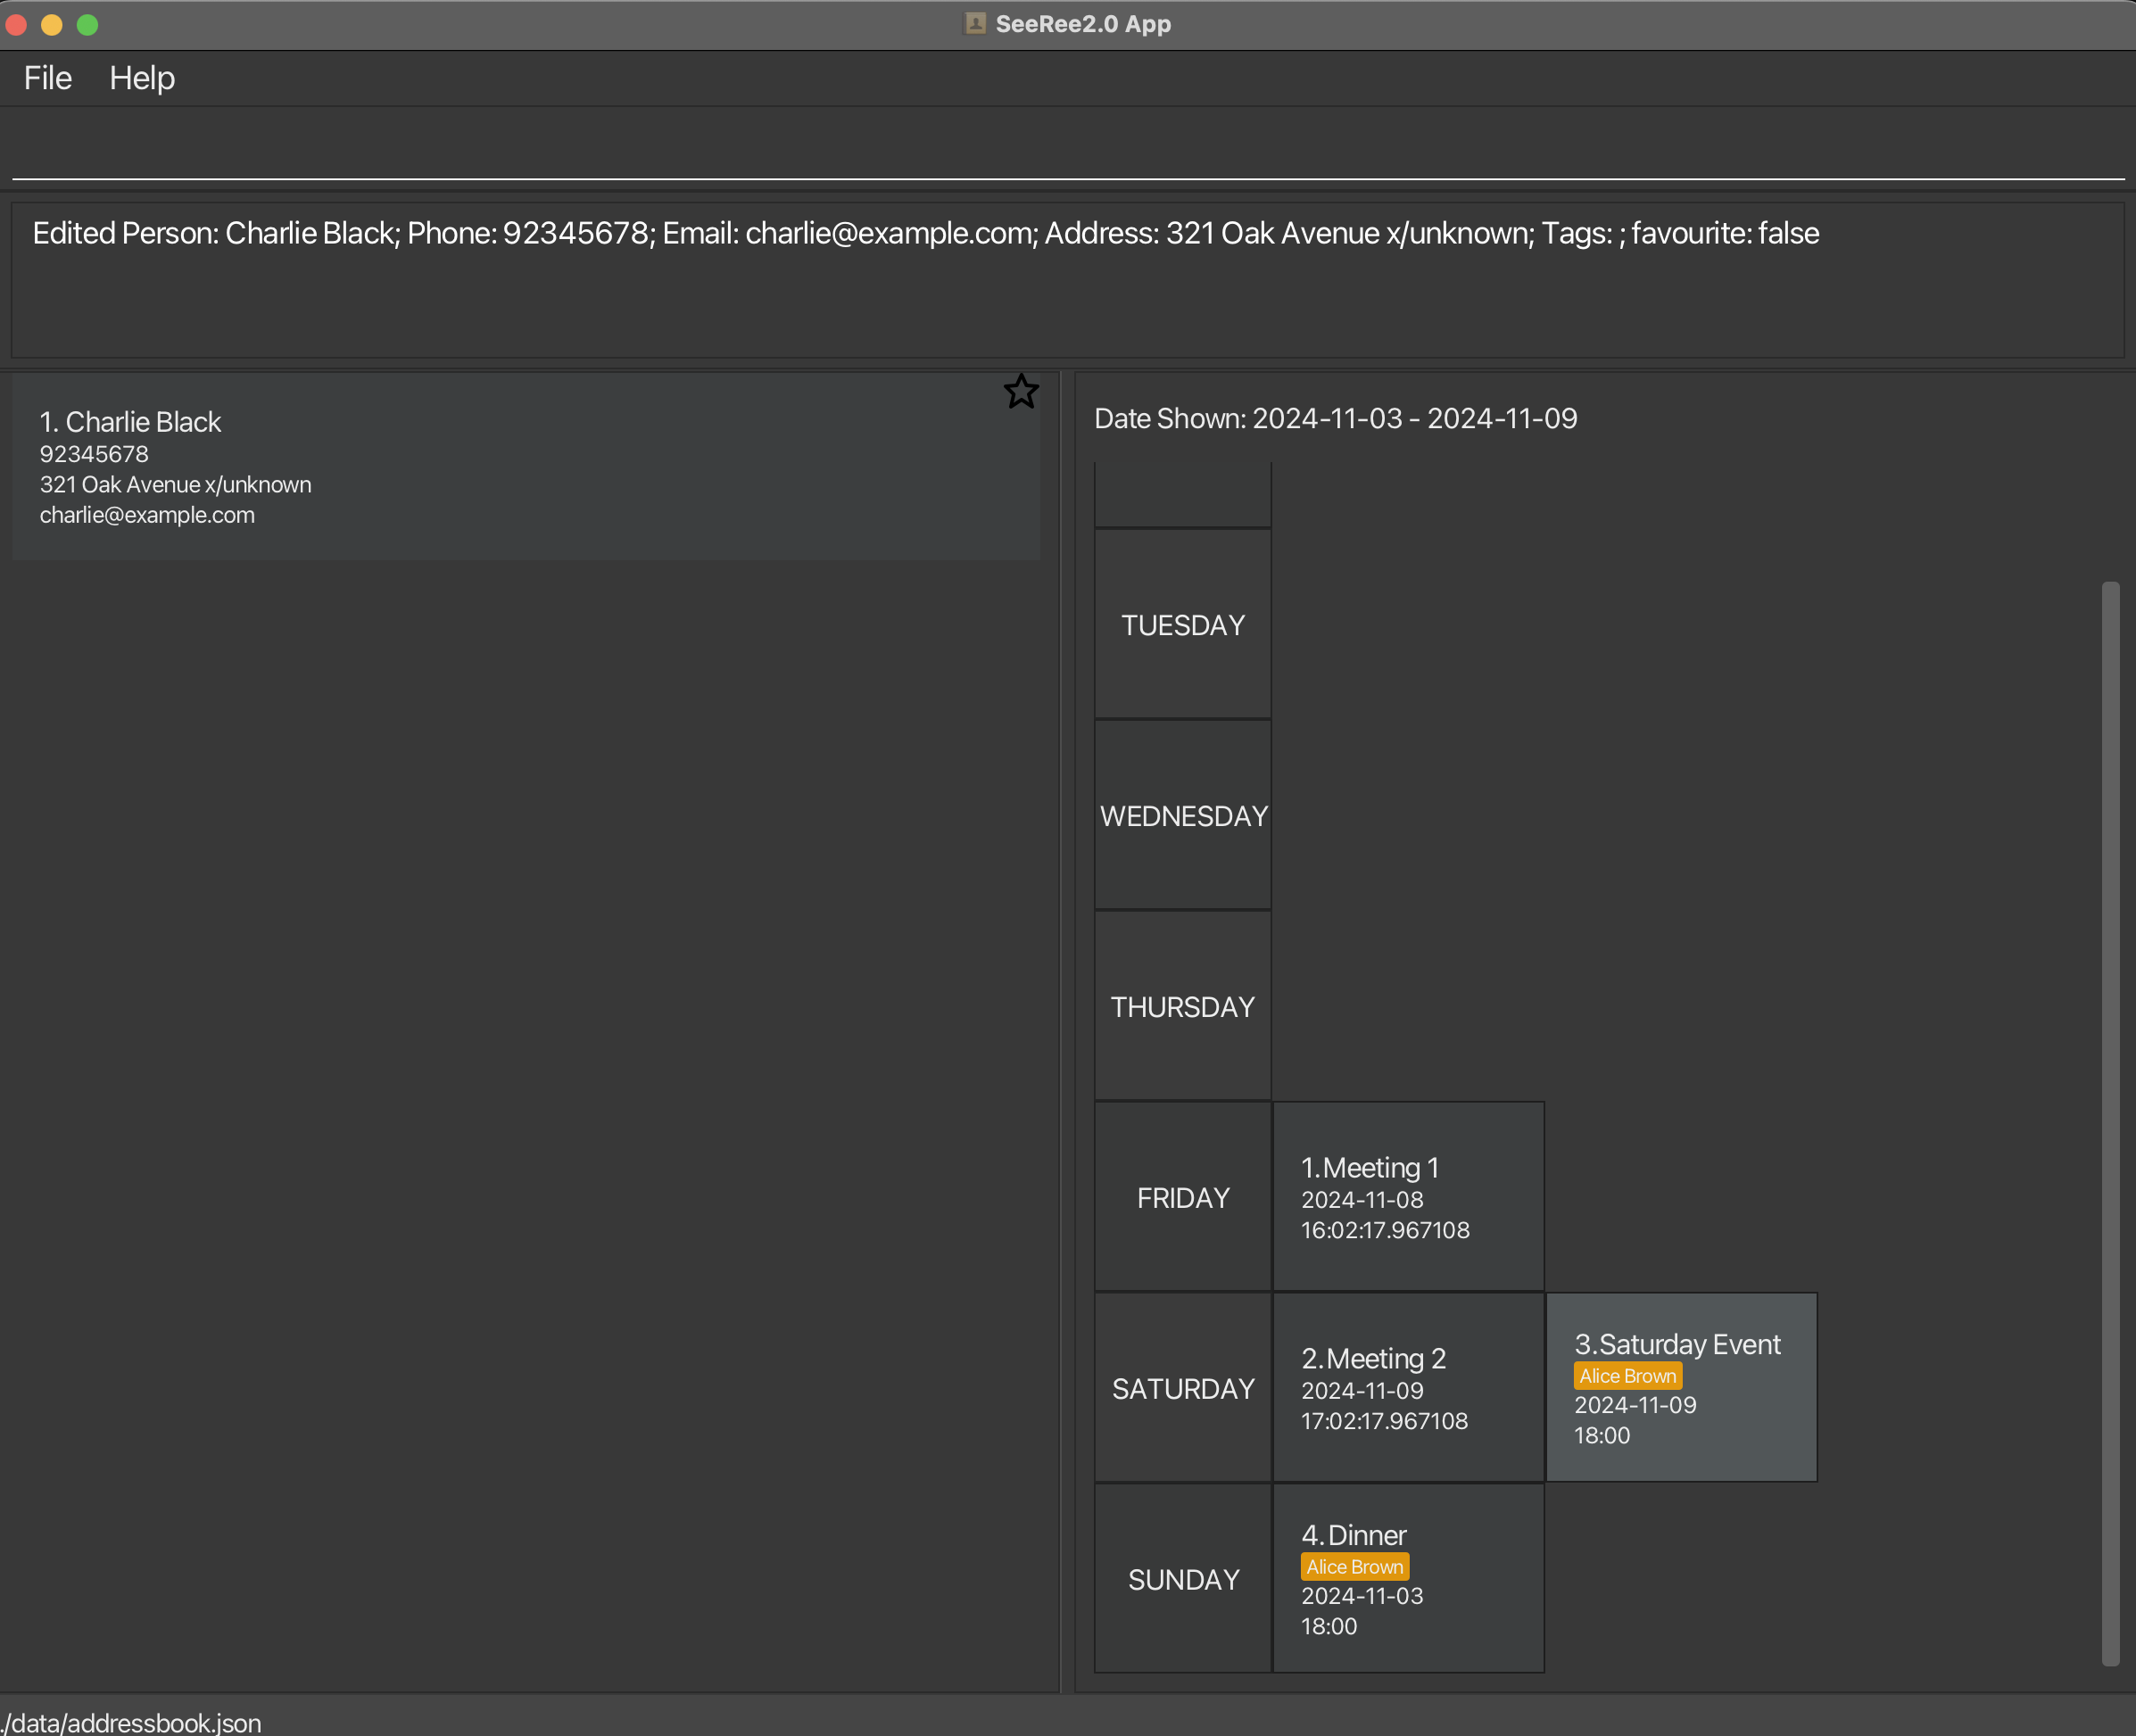 SeeRee2.0 App
File Help
Edited Person: Charlie Black; Phone: 92345678; Email: charlie@example.com; Address: 321 Oak Avenue x/unknown; Tags: ; favourite: false
1. Charlie Black
92345678
321 Oak Avenue x/unknown
charlie@example.com
Date Shown: 2024-11-03 - 2024-11-09
TUESDAY
WEDNESDAY
THURSDAY
FRIDAY
1.Meeting 1
2024-11-08
16:02:17.967108
SATURDAY
2.Meeting 2
2024-11-09
17:02:17.967108
3.Saturday Event
Alice Brown
2024-11-09
18:00
SUNDAY
4.Dinner
Alice Brown
2024-11-03
18:00
./data/addressbook.json